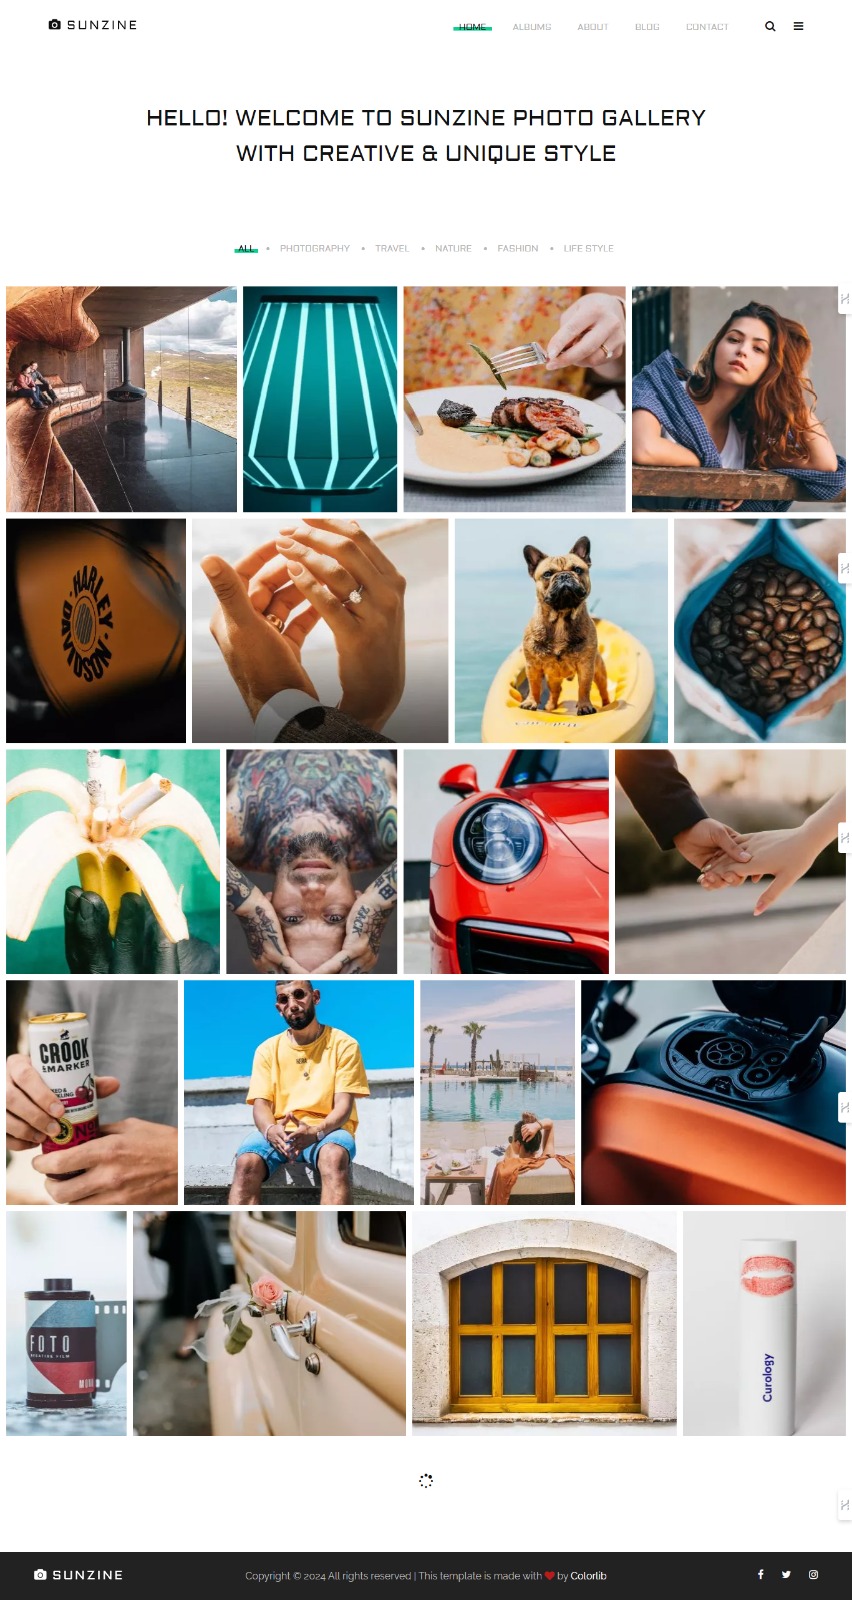 SUNZINE
HOME ALBUMS ABOUT BLOG CONTACT
HELLO! WELCOME TO SUNZINE PHOTO GALLERY
WITH CREATIVE & UNIQUE STYLE
ALL • PHOTOGRAPHY • TRAVEL • NATURE • FASHION • LIFE STYLE
HARLEY-
DAVIDSON
CROOK
&MARKER
FOTO
Curology
SUNZINE
Copyright © 2024 All rights reserved | This template is made with ❤ by Colorlib